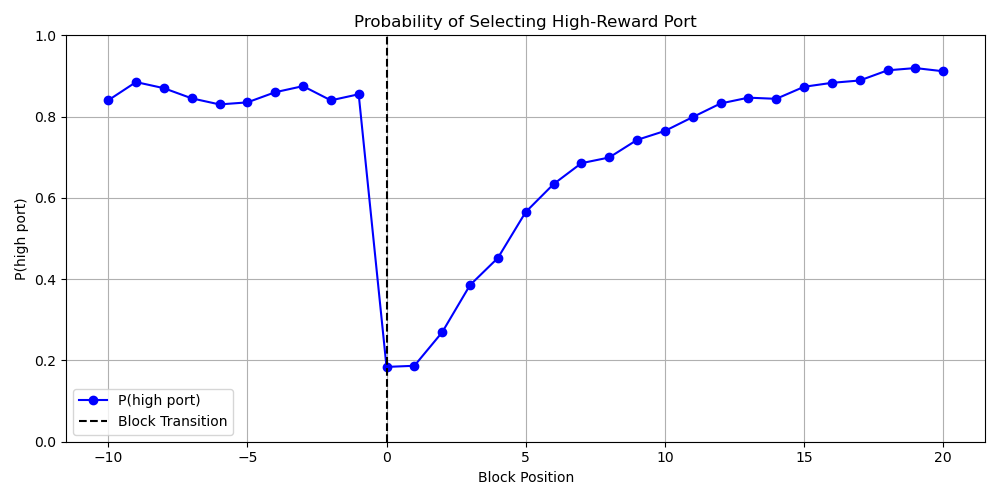 Probability of Selecting High-Reward Port
P(high port)
1.0
0.8
0.6
0.4
0.2
0.0
P(high port)
Block Transition
−10
−5
0
5
10
15
20
Block Position